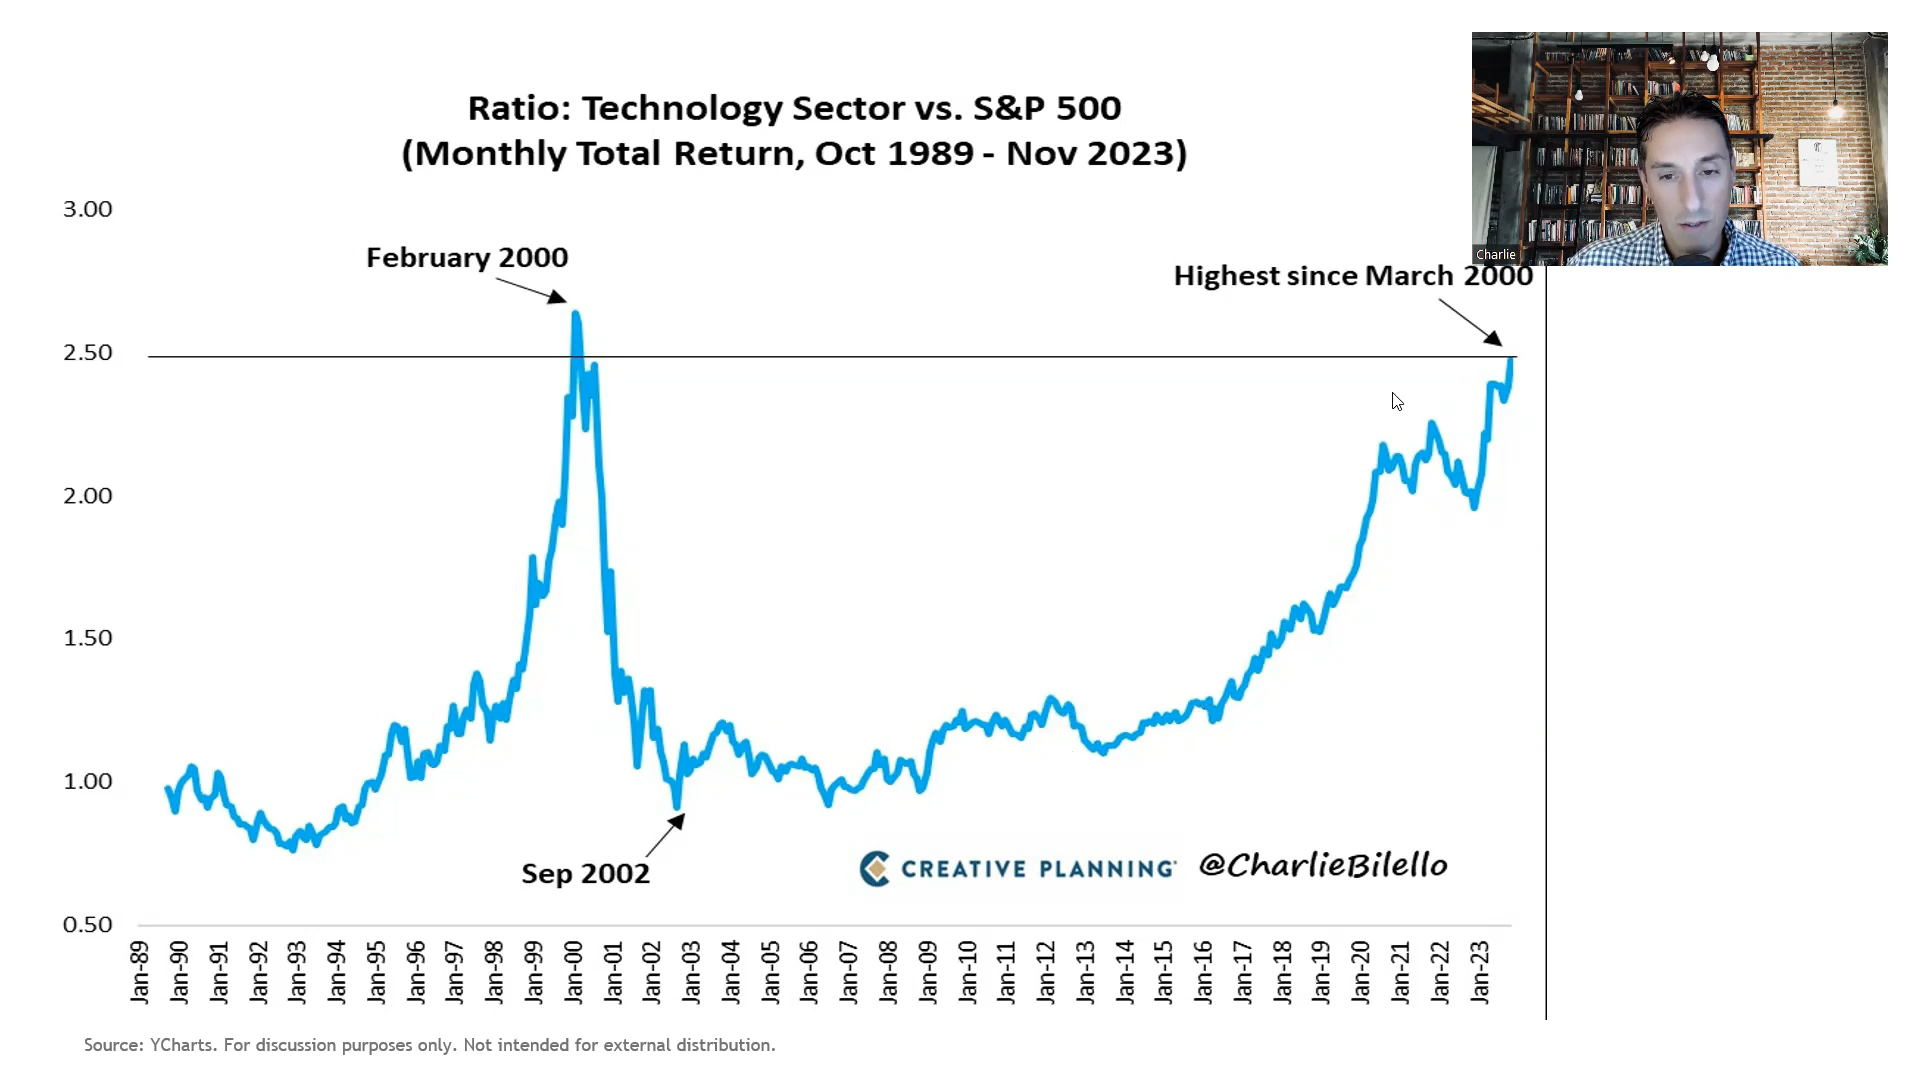 Ratio: Technology Sector vs. S&P 500
(Monthly Total Return, Oct 1989 - Nov 2023)
Charlie
3.00
February 2000
Highest since March 2000
2.50
2.00
1.50
1.00
Sep 2002
CREATIVE PLANNING
@CharlieBilello
0.50
Jan-89
Jan-90
Jan-91
Jan-92
Jan-93
Jan-94
Jan-95
Jan-96
Jan-97
Jan-98
Jan-99
Jan-00
Jan-01
Jan-02
Jan-03
Jan-04
Jan-05
Jan-06
Jan-07
Jan-08
Jan-09
Jan-10
Jan-11
Jan-12
Jan-13
Jan-14
Jan-15
Jan-16
Jan-17
Jan-18
Jan-19
Jan-20
Jan-21
Jan-22
Jan-23
Source: YCharts. For discussion purposes only. Not intended for external distribution.